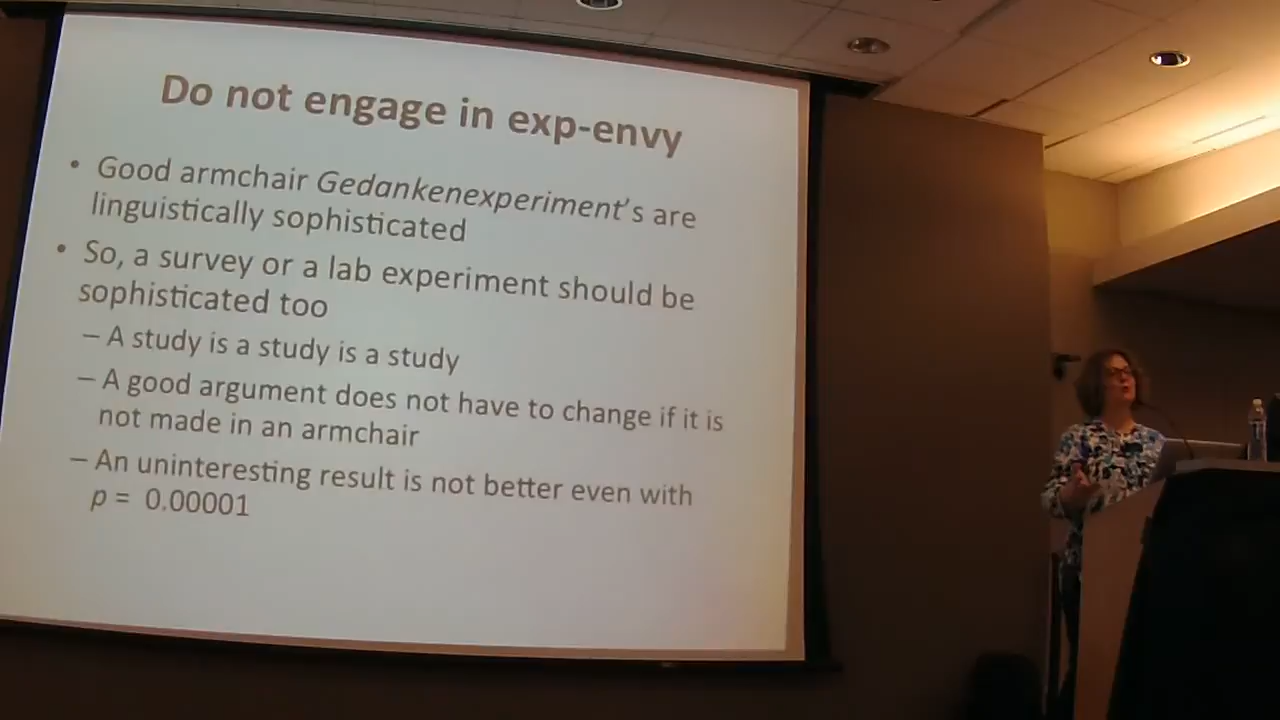 Do not engage in exp-envy
• Good armchair Gedankenexperiment's are
linguistically sophisticated
• So, a survey or a lab experiment should be
sophisticated too
– A study is a study is a study
– A good argument does not have to change if it is
not made in an armchair
– An uninteresting result is not better even with
p = 0.00001